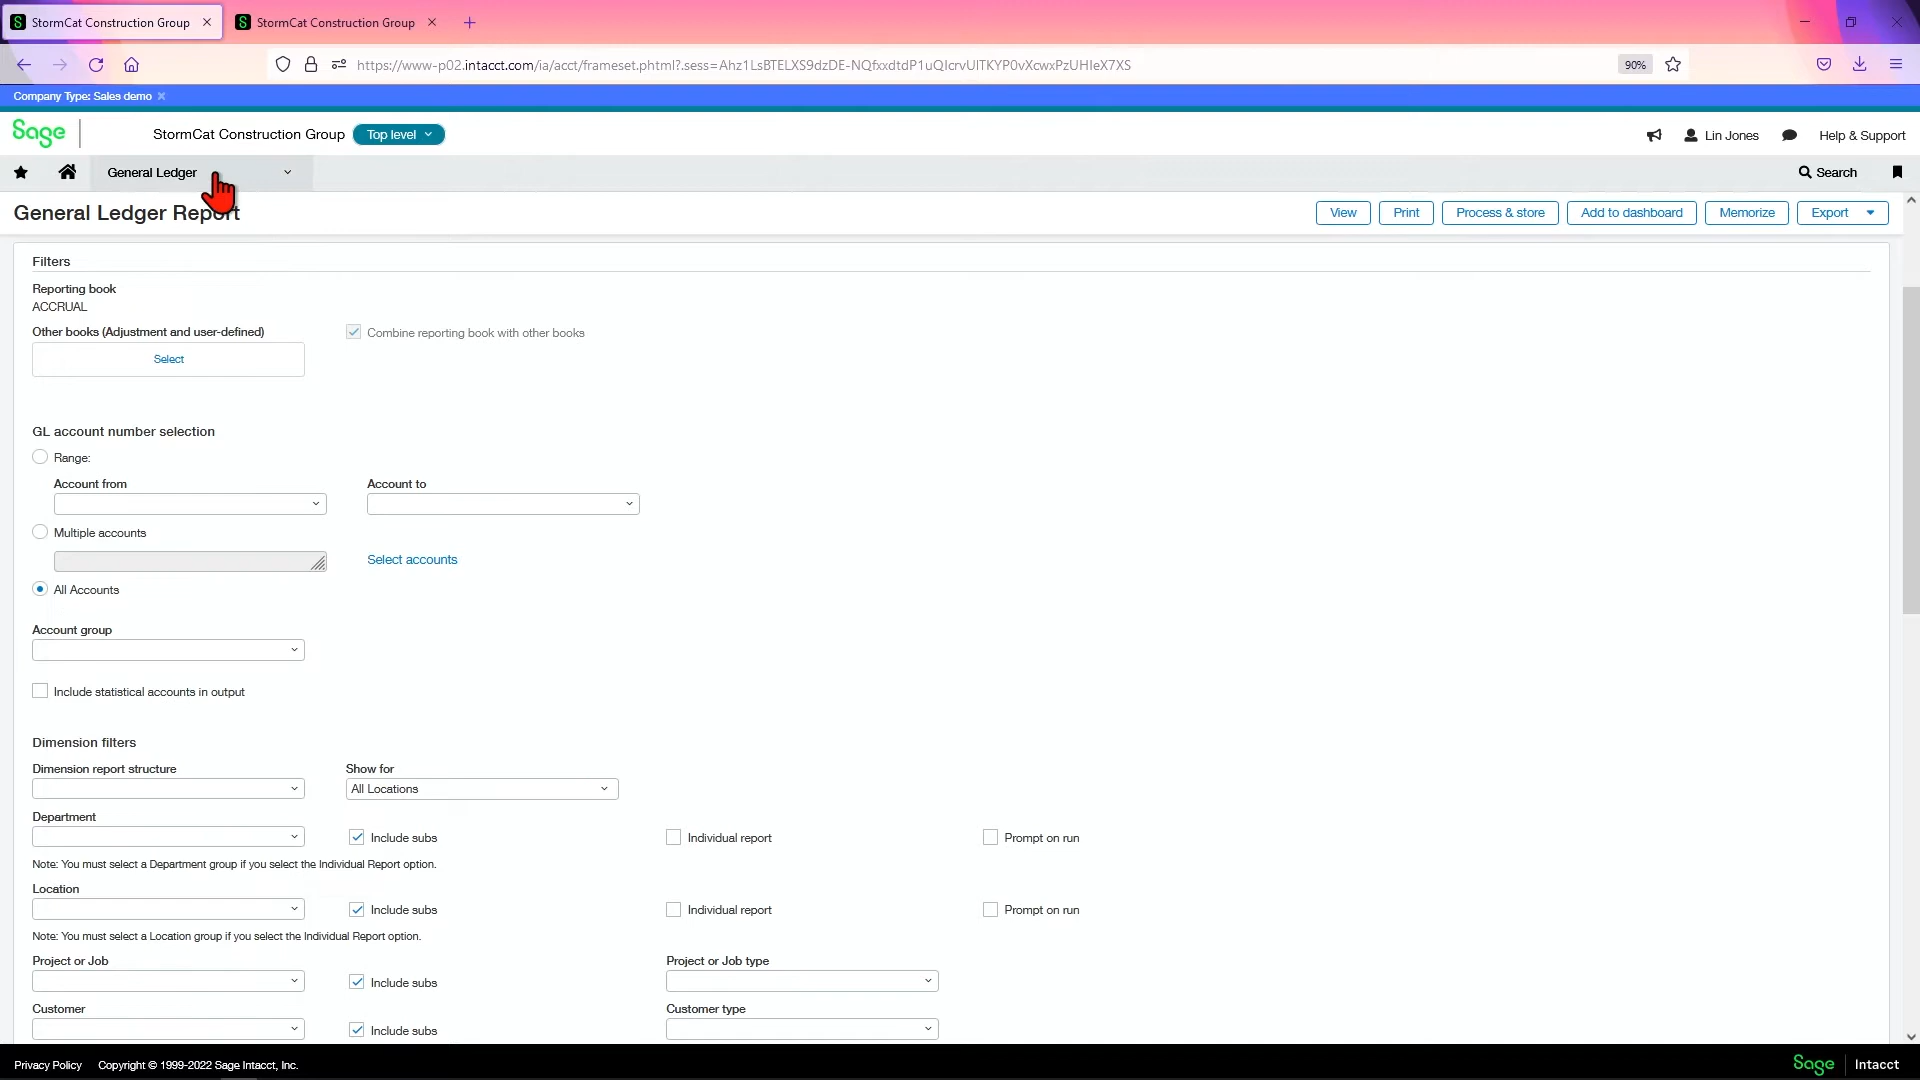 StormCat Construction Group
StormCat Construction Group
https://www-p02.intacct.com/ia/acct/frameset.phtml?.sess=Ahz1LsBTELXS9dzDE-NQfxxdtdP1uQIcrvUITKYP0vXcwxPzUHIeX7XS
90%
Company Type: Sales demo
Sage
StormCat Construction Group
Top level
Lin Jones
Help & Support
General Ledger
Search
General Ledger Report
View
Print
Process & store
Add to dashboard
Memorize
Export
Filters
Reporting book
ACCRUAL
Other books (Adjustment and user-defined)
Combine reporting book with other books
Select
GL account number selection
Range:
Account from
Account to
Multiple accounts
Select accounts
All Accounts
Account group
Include statistical accounts in output
Dimension filters
Dimension report structure
Show for
All Locations
Department
Include subs
Individual report
Prompt on run
Note: You must select a Department group if you select the Individual Report option.
Location
Include subs
Individual report
Prompt on run
Note: You must select a Location group if you select the Individual Report option.
Project or Job
Project or Job type
Include subs
Customer
Customer type
Include subs
Privacy Policy
Copyright © 1999-2022 Sage Intacct, Inc.
Sage
Intacct